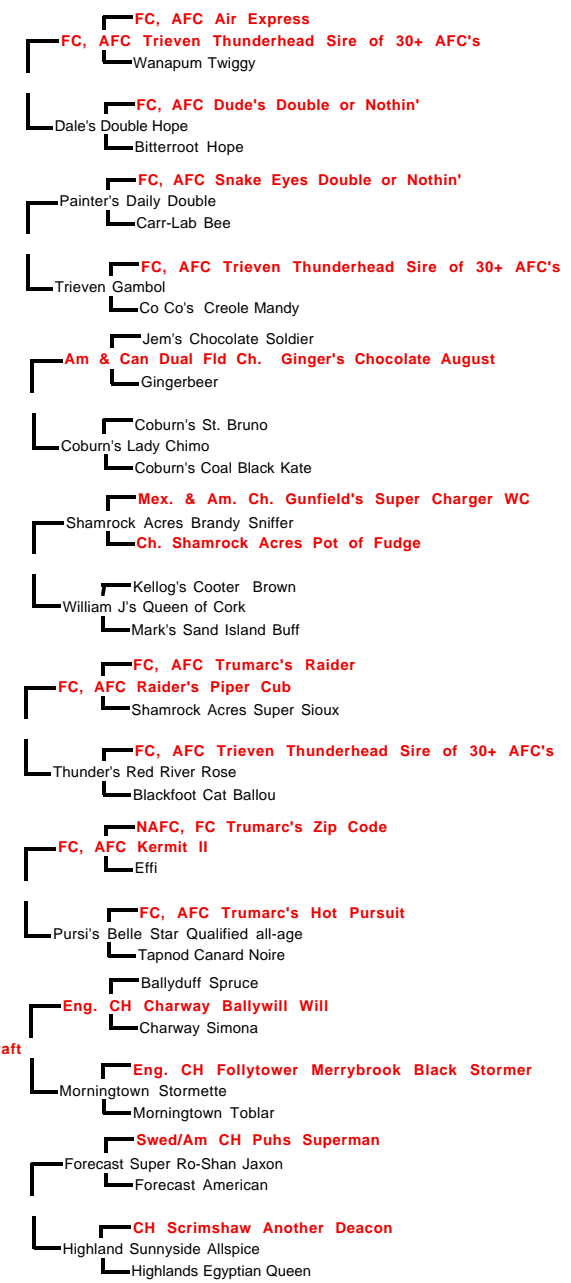 FC, AFC Air Express
FC, AFC Trieven Thunderhead Sire of 30+ AFC's
Wanapum Twiggy
FC, AFC Dude's Double or Nothin'
Dale's Double Hope
Bitterroot Hope
FC, AFC Snake Eyes Double or Nothin'
Painter's Daily Double
Carr-Lab Bee
FC, AFC Trieven Thunderhead Sire of 30+ AFC's
Trieven Gambol
Co Co's Creole Mandy
Jem's Chocolate Soldier
Am & Can Dual Fld Ch. Ginger's Chocolate August
Gingerbeer
Coburn's St. Bruno
Coburn's Lady Chimo
Coburn's Coal Black Kate
Mex. & Am. Ch. Gunfield's Super Charger WC
Shamrock Acres Brandy Sniffer
Ch. Shamrock Acres Pot of Fudge
Kellog's Cooter Brown
William J's Queen of Cork
Mark's Sand Island Buff
FC, AFC Trumarc's Raider
FC, AFC Raider's Piper Cub
Shamrock Acres Super Sioux
FC, AFC Trieven Thunderhead Sire of 30+ AFC's
Thunder's Red River Rose
Blackfoot Cat Ballou
NAFC, FC Trumarc's Zip Code
FC, AFC Kermit II
Effi
FC, AFC Trumarc's Hot Pursuit
Pursi's Belle Star Qualified all-age
Tapnod Canard Noire
Ballyduff Spruce
Eng. CH Charway Ballywill Will
Charway Simona
aft
Eng. CH Follytower Merrybrook Black Stormer
Morningtown Stormette
Morningtown Toblar
Swed/Am CH Puhs Superman
Forecast Super Ro-Shan Jaxon
Forecast American
CH Scrimshaw Another Deacon
Highland Sunnyside Allspice
Highlands Egyptian Queen